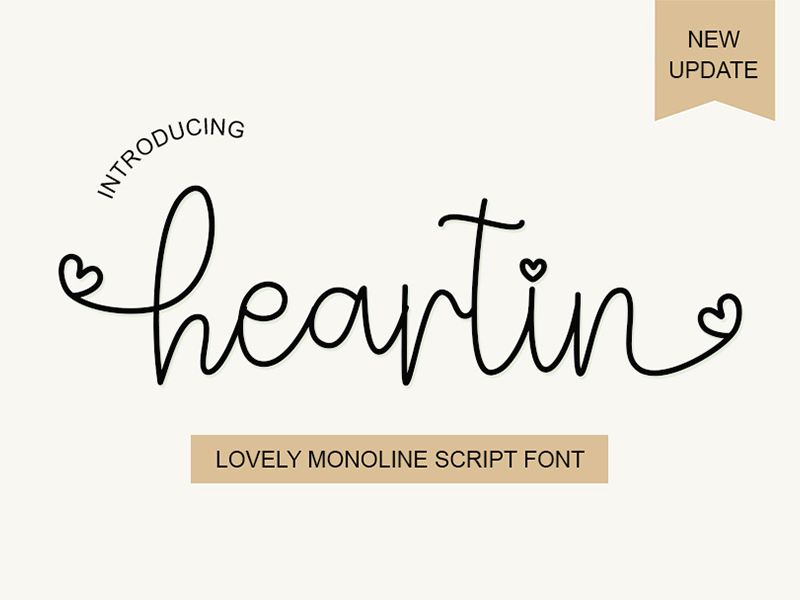 NEW
UPDATE
INTRODUCING
heartin
LOVELY MONOLINE SCRIPT FONT